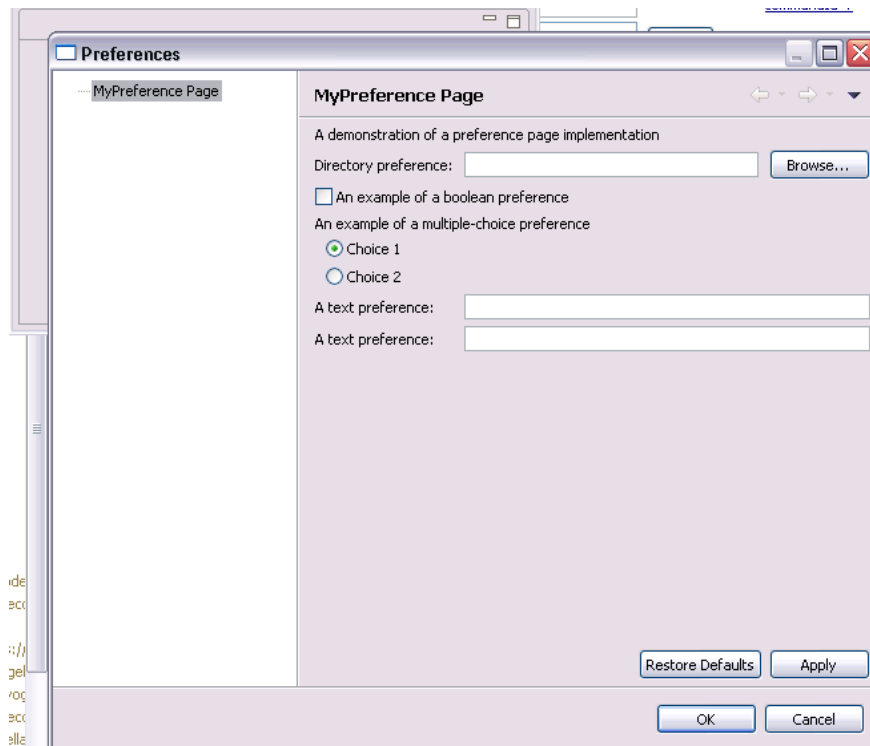 Preferences
MyPreference Page
MyPreference Page
A demonstration of a preference page implementation
Directory preference:
Browse...
An example of a boolean preference
An example of a multiple-choice preference
Choice 1
Choice 2
A text preference:
A text preference:
Restore Defaults
Apply
OK
Cancel